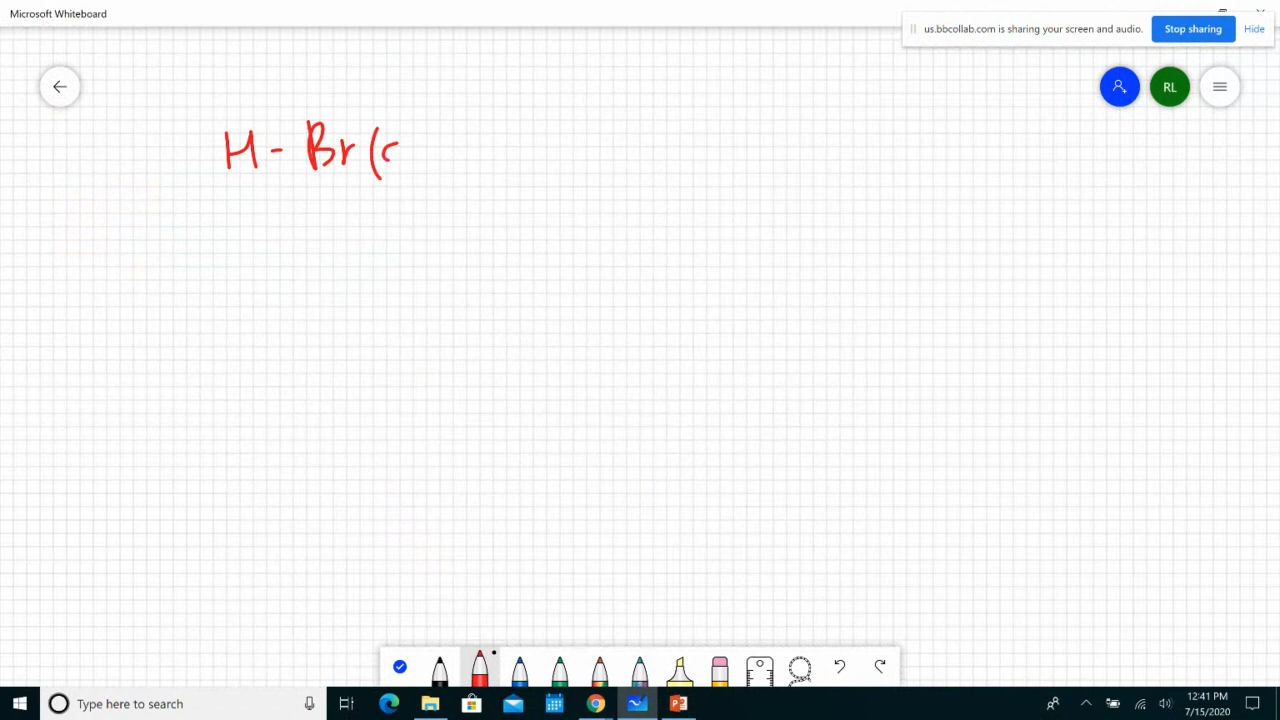 Microsoft Whiteboard
us.bbcollab.com is sharing your screen and audio. Stop sharing Hide
RL
H - Br (
Type here to search
12:41 PM
7/15/2020